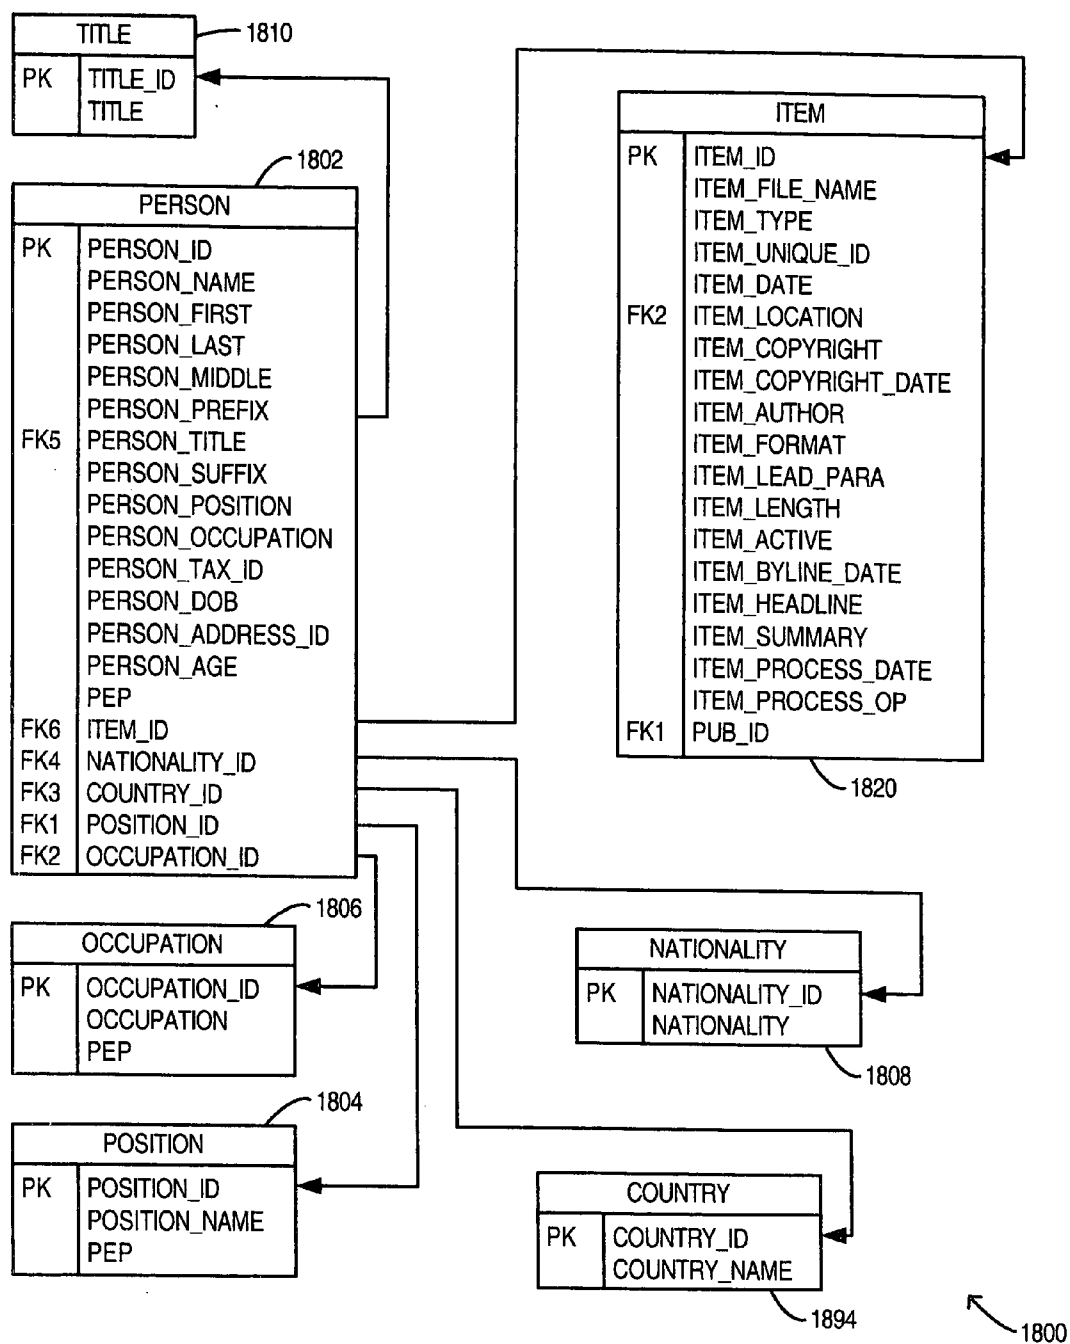 TITLE
1810
PK TITLE_ID
TITLE
1802
PERSON
PK PERSON_ID
PERSON_NAME
PERSON_FIRST
PERSON_LAST
PERSON_MIDDLE
PERSON_PREFIX
FK5 PERSON_TITLE
PERSON_SUFFIX
PERSON_POSITION
PERSON_OCCUPATION
PERSON_TAX_ID
PERSON_DOB
PERSON_ADDRESS_ID
PERSON_AGE
PEP
FK6 ITEM_ID
FK4 NATIONALITY_ID
FK3 COUNTRY_ID
FK1 POSITION_ID
FK2 OCCUPATION_ID
ITEM
PK ITEM_ID
ITEM_FILE_NAME
ITEM_TYPE
ITEM_UNIQUE_ID
ITEM_DATE
FK2 ITEM_LOCATION
ITEM_COPYRIGHT
ITEM_COPYRIGHT_DATE
ITEM_AUTHOR
ITEM_FORMAT
ITEM_LEAD_PARA
ITEM_LENGTH
ITEM_ACTIVE
ITEM_BYLINE_DATE
ITEM_HEADLINE
ITEM_SUMMARY
ITEM_PROCESS_DATE
ITEM_PROCESS_OP
FK1 PUB_ID
1820
1806
OCCUPATION
PK OCCUPATION_ID
OCCUPATION
PEP
NATIONALITY
PK NATIONALITY_ID
NATIONALITY
1808
1804
POSITION
PK POSITION_ID
POSITION_NAME
PEP
COUNTRY
PK COUNTRY_ID
COUNTRY_NAME
1894
1800